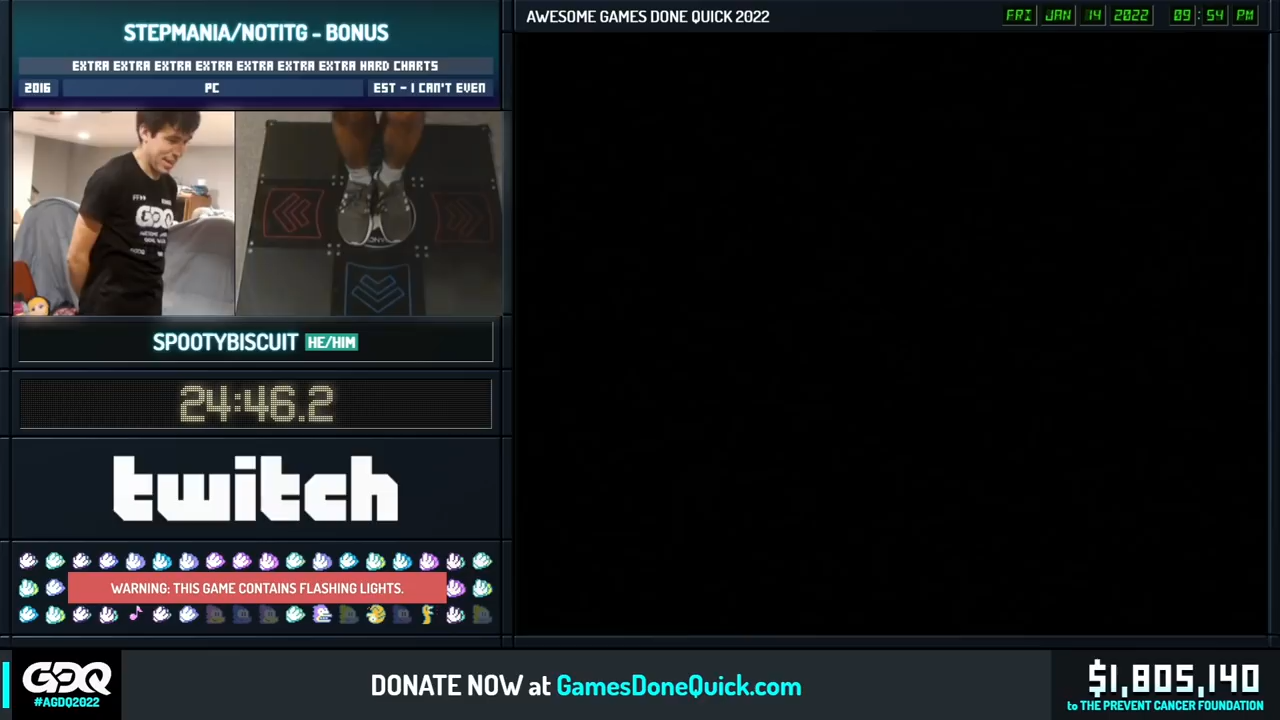 STEPMANIA/NOTITG - BONUS
EXTRA EXTRA EXTRA EXTRA EXTRA EXTRA EXTRA HARD CHARTS
2016 PC EST - I CAN'T EVEN
AWESOME GAMES DONE QUICK 2022
FRI JAN 14 2022 09:54 PM
GDQ
SPOOTYBISCUIT HE/HIM
24:46.2
twitch
WARNING: THIS GAME CONTAINS FLASHING LIGHTS.
GDQ
#AGDQ2022
DONATE NOW at GamesDoneQuick.com
$1,805,140
to THE PREVENT CANCER FOUNDATION